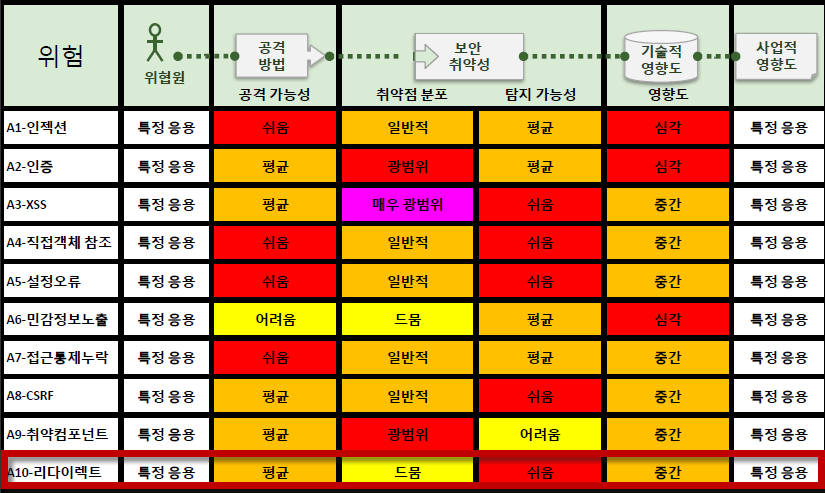 위험
위협원
공격
방법
보안
취약성
기술적
영향도
사업적
영향도
공격 가능성
취약점 분포
탐지 가능성
영향도
A1-인젝션 특정 응용 쉬움 일반적 평균 심각 특정 응용
A2-인증 특정 응용 평균 광범위 평균 심각 특정 응용
A3-XSS 특정 응용 평균 매우 광범위 쉬움 중간 특정 응용
A4-직접객체 참조 특정 응용 쉬움 일반적 쉬움 중간 특정 응용
A5-설정오류 특정 응용 쉬움 일반적 쉬움 중간 특정 응용
A6-민감정보노출 특정 응용 어려움 드뭄 평균 심각 특정 응용
A7-접근통제누락 특정 응용 쉬움 일반적 평균 중간 특정 응용
A8-CSRF 특정 응용 평균 일반적 쉬움 중간 특정 응용
A9-취약컴포넌트 특정 응용 평균 광범위 어려움 중간 특정 응용
A10-리다이렉트 특정 응용 평균 드뭄 쉬움 중간 특정 응용